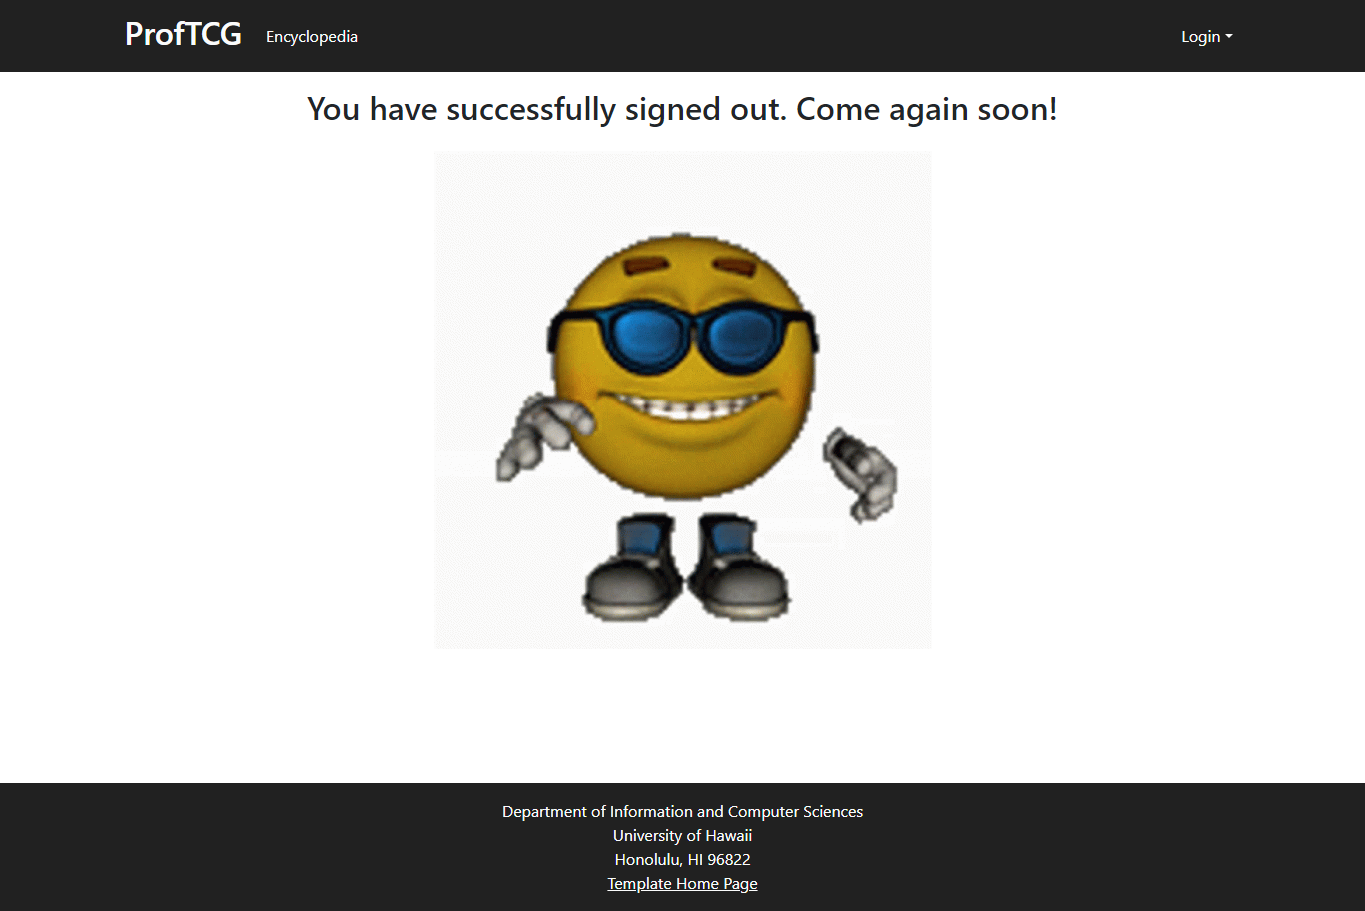 ProfTCG
Encyclopedia
Login
You have successfully signed out. Come again soon!
Department of Information and Computer Sciences
University of Hawaii
Honolulu, HI 96822
Template Home Page